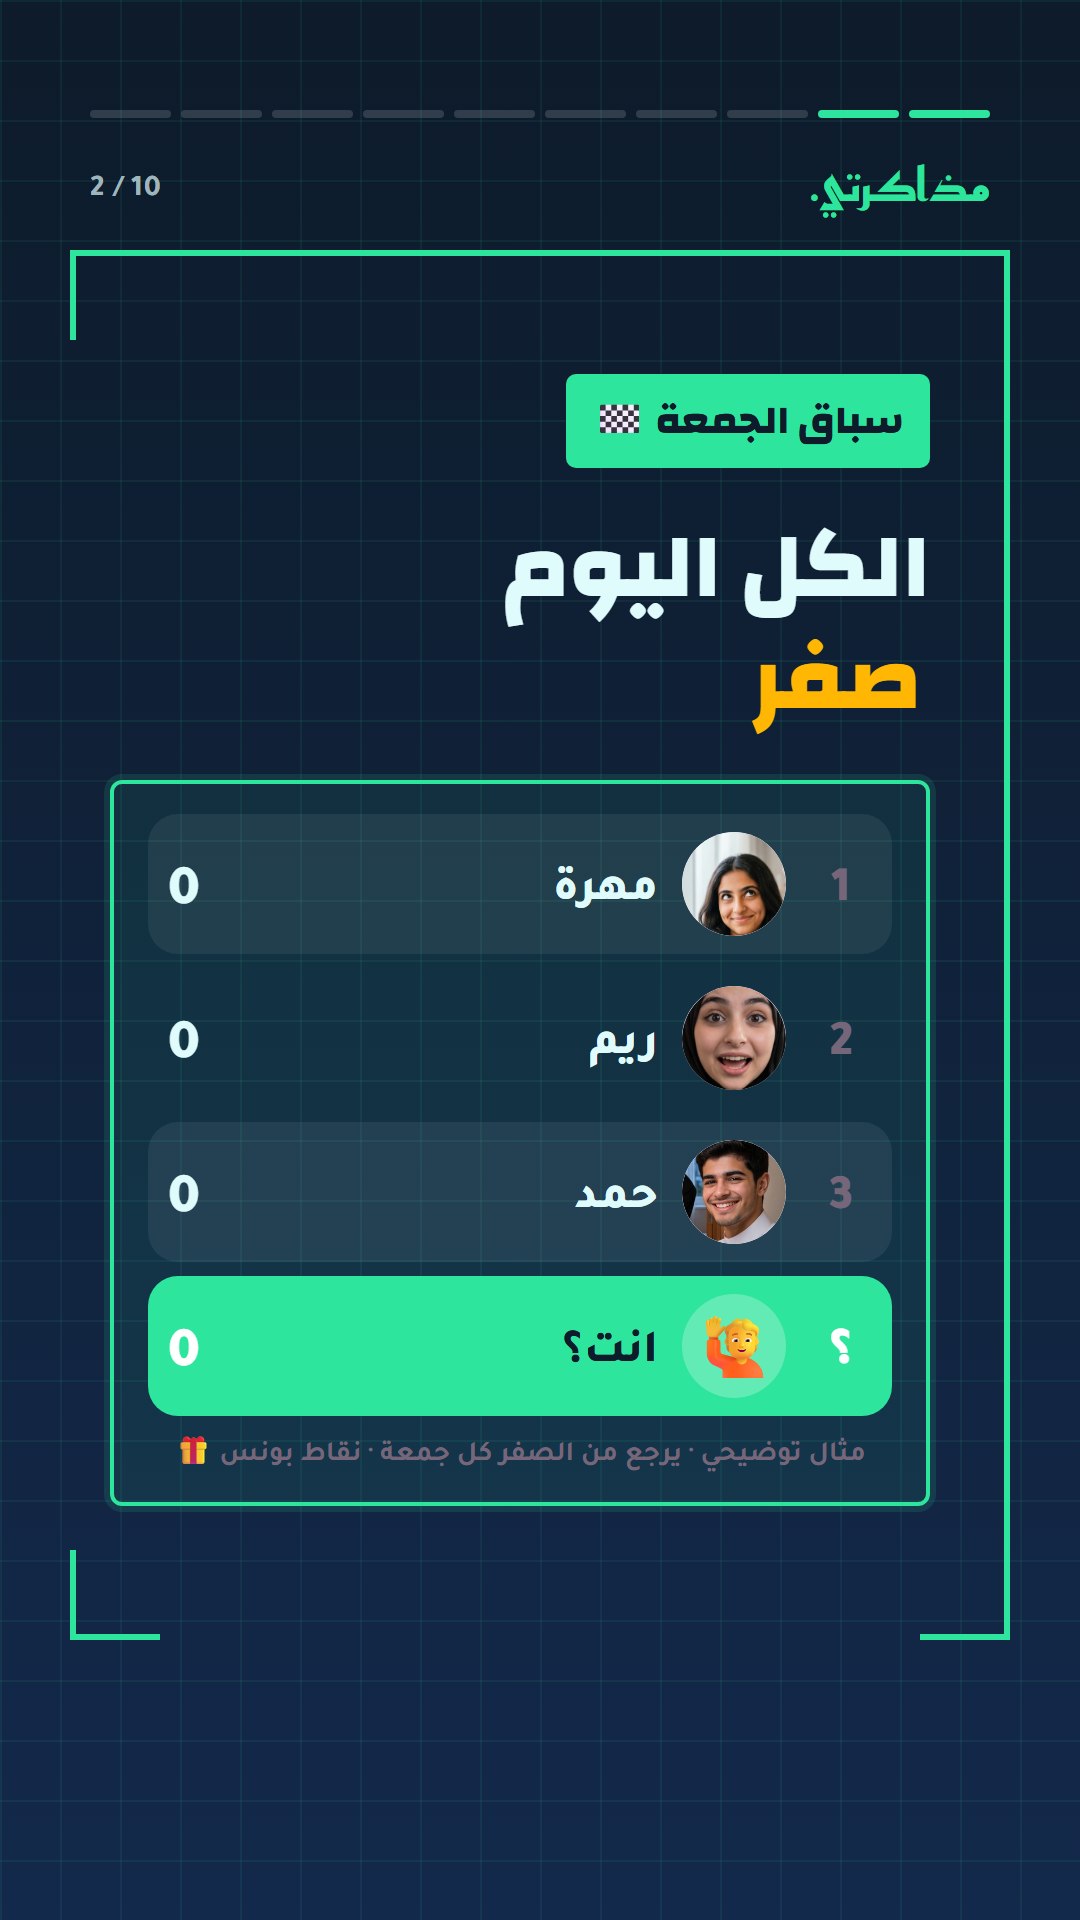 مذاكرتي.
2 / 10
سباق الجمعة
الكل اليوم
صفر
1 مهرة 0
2 ريم 0
3 حمد 0
؟ انت؟ 0
مثال توضيحي · يرجع من الصفر كل جمعة · نقاط بونس 🎁